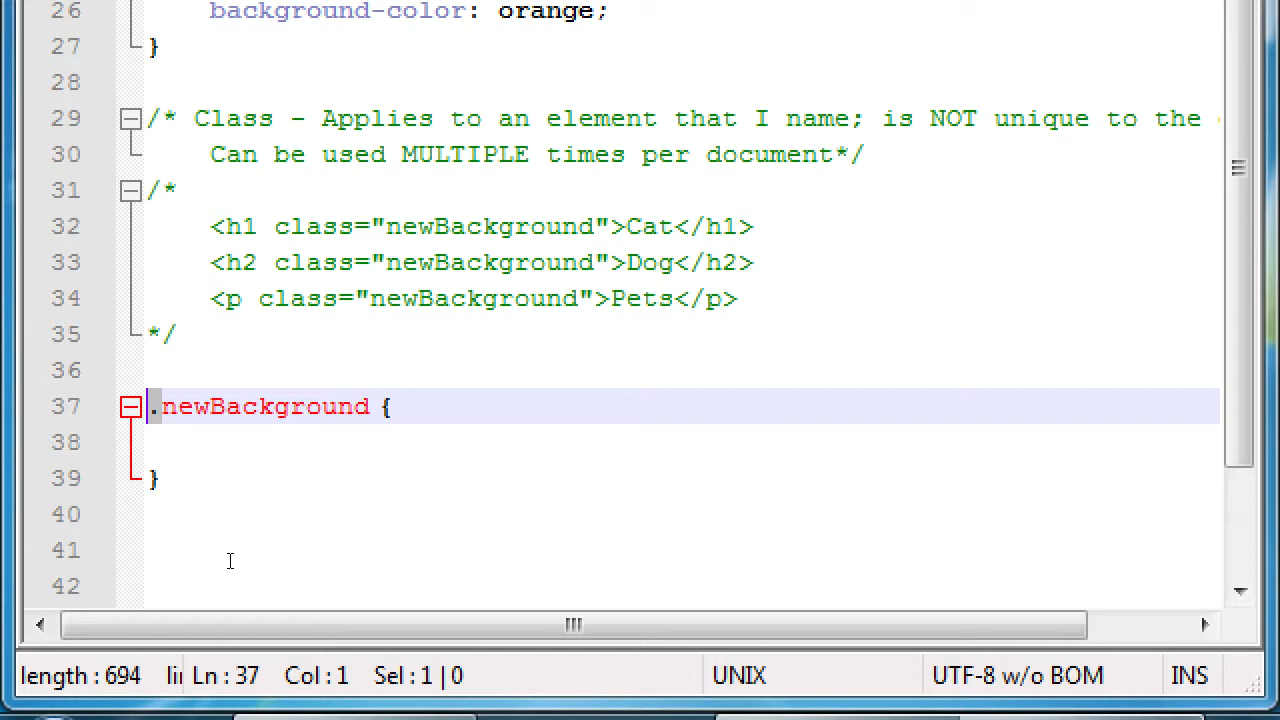 26 background-color: orange;
27 }
28
29 /* Class - Applies to an element that I name; is NOT unique to the
30 Can be used MULTIPLE times per document*/
31 /*
32 <h1 class="newBackground">Cat</h1>
33 <h2 class="newBackground">Dog</h2>
34 <p class="newBackground">Pets</p>
35 */
36
37 .newBackground {
38
39 }
40
41
42
length : 694 Ln : 37 Col : 1 Sel : 1 | 0 UNIX UTF-8 w/o BOM INS